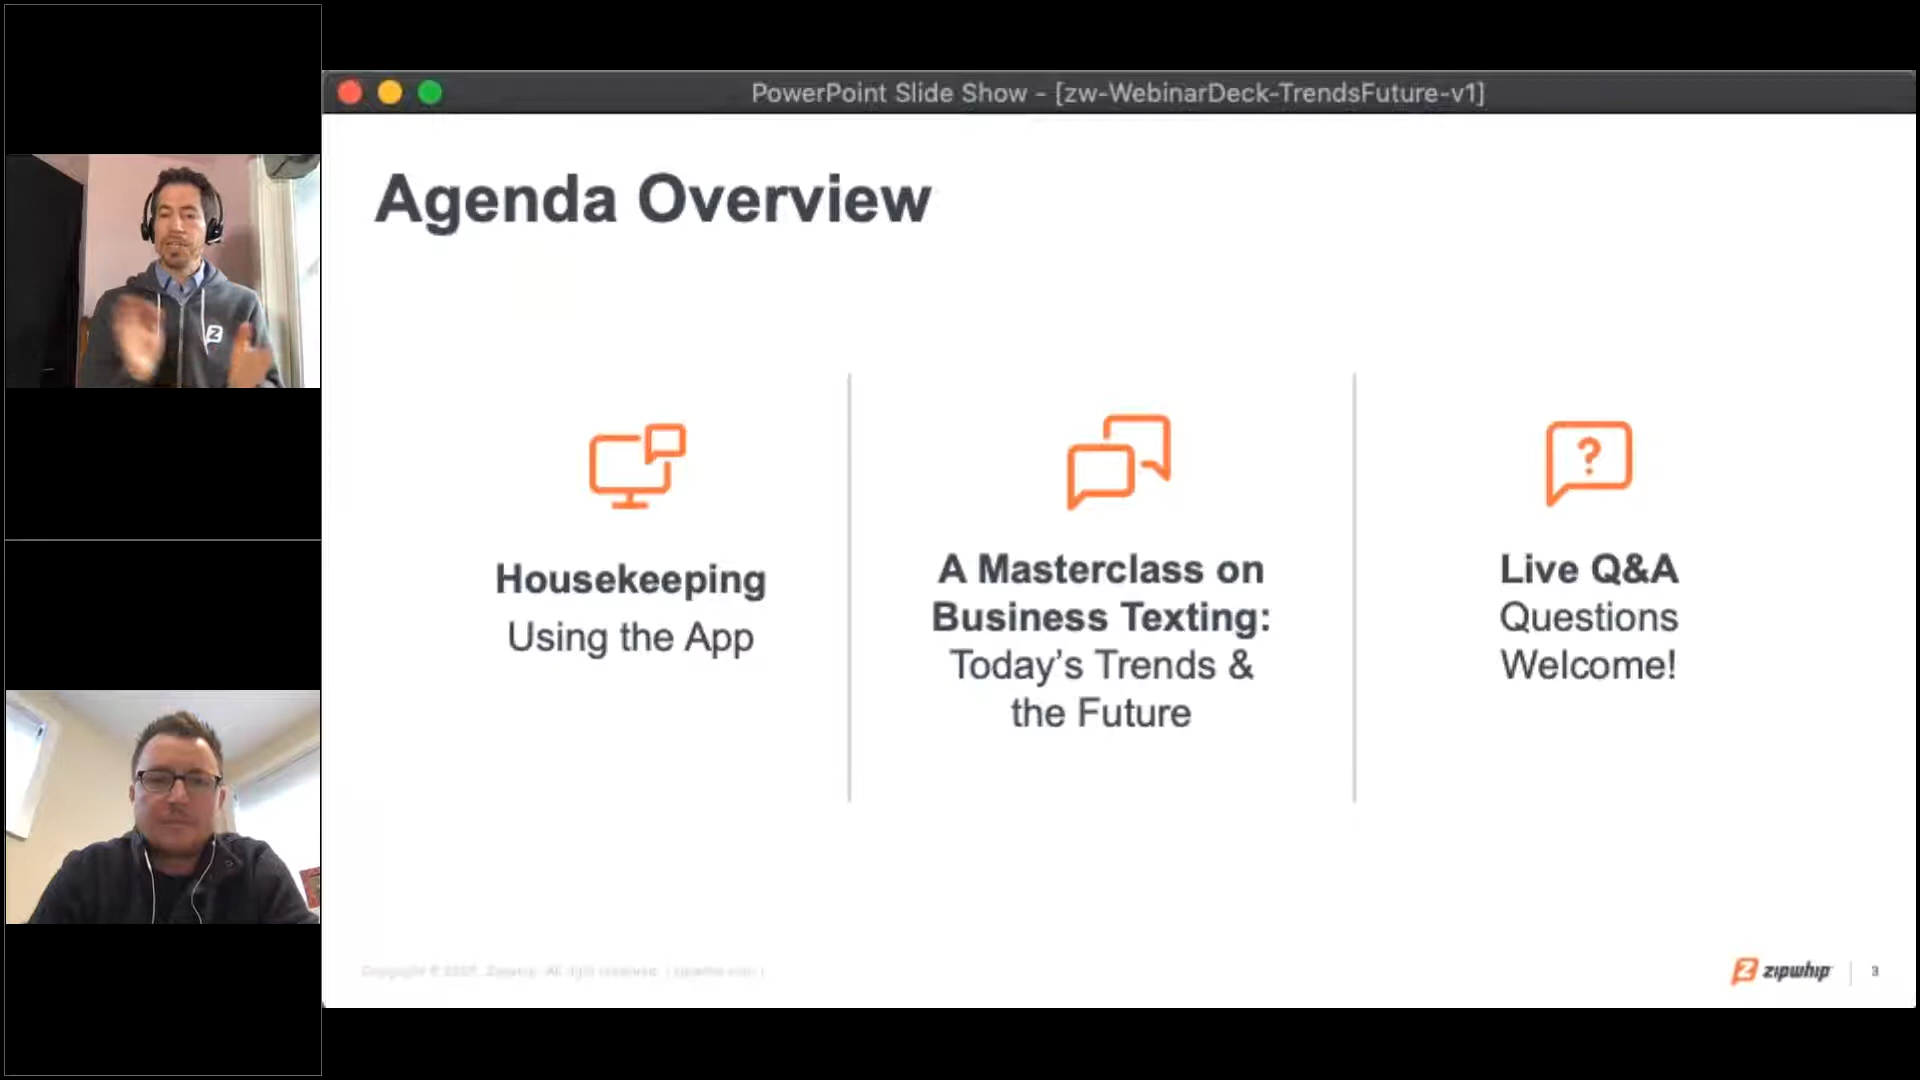 PowerPoint Slide Show - [zw-WebinarDeck-TrendsFuture-v1]
Agenda Overview
Housekeeping
Using the App
A Masterclass on
Business Texting:
Today's Trends &
the Future
?
Live Q&A
Questions
Welcome!
zipwhip
3